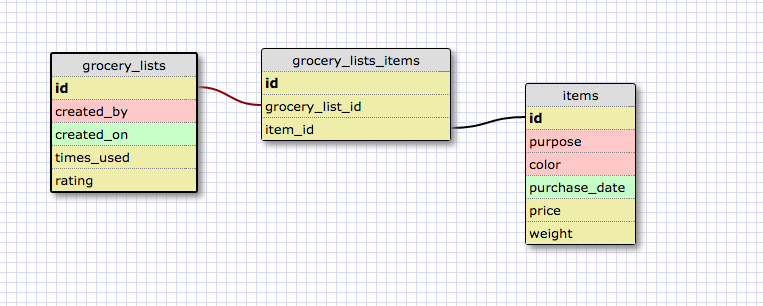 grocery_lists
id
created_by
created_on
times_used
rating
grocery_lists_items
id
grocery_list_id
item_id
items
id
purpose
color
purchase_date
price
weight